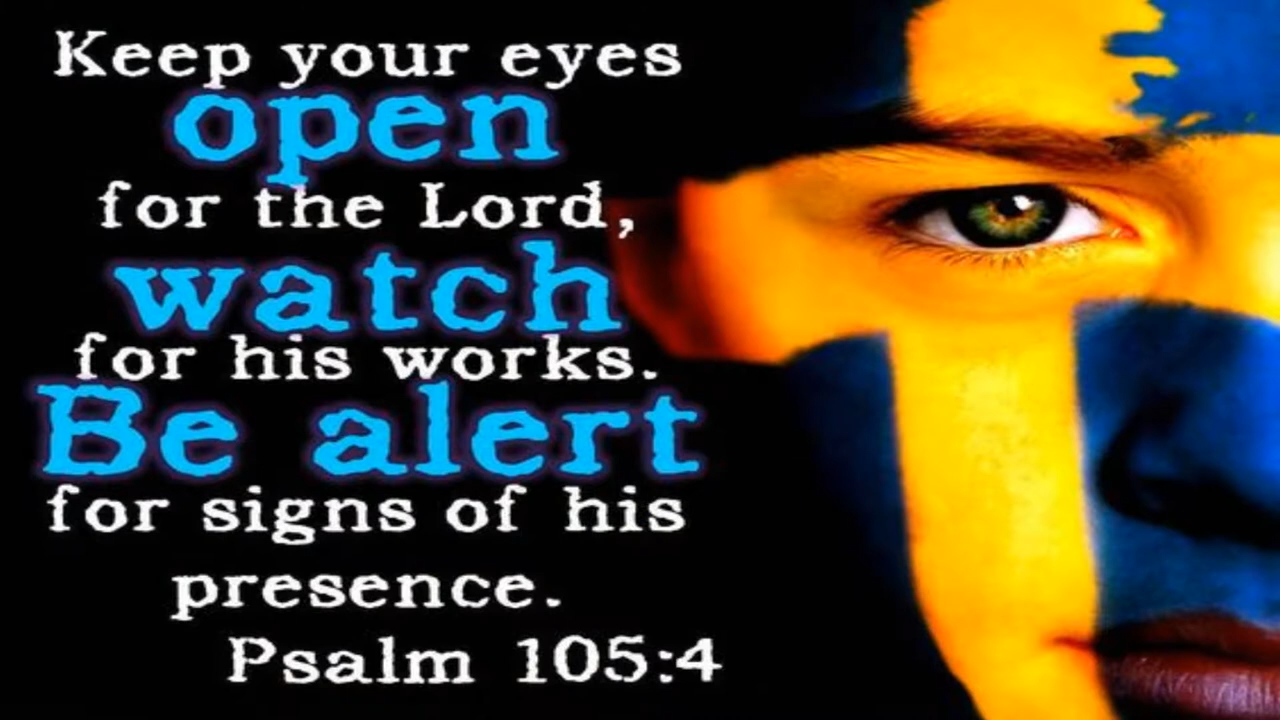 Keep your eyes
open
for the Lord,
watch
for his works.
Be alert
for signs of his
presence.
Psalm 105:4